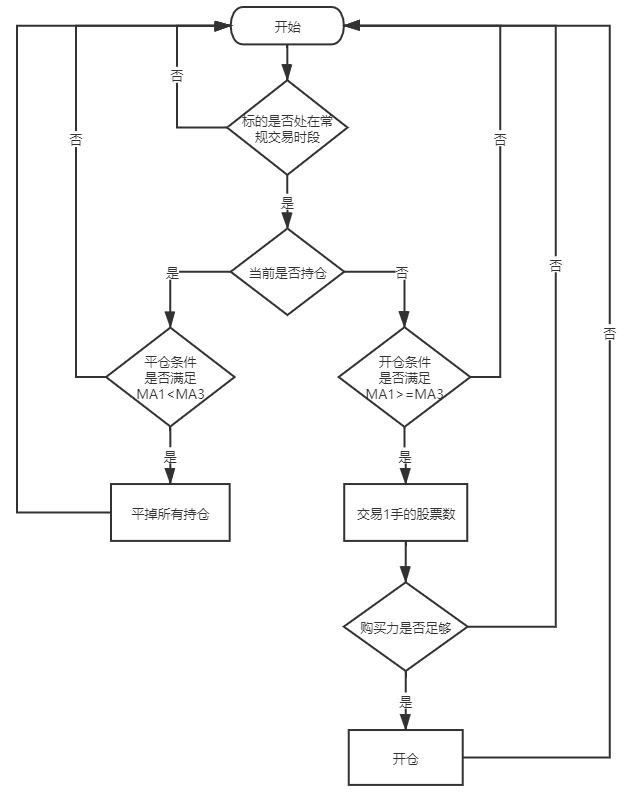 开始
否
标的是否处在常
规交易时段
否
否
是
当前是否持仓
是
否
否
否
平仓条件
是否满足
MA1<MA3
开仓条件
是否满足
MA1>=MA3
是
是
平掉所有持仓
交易1手的股票数
购买力是否足够
是
开仓